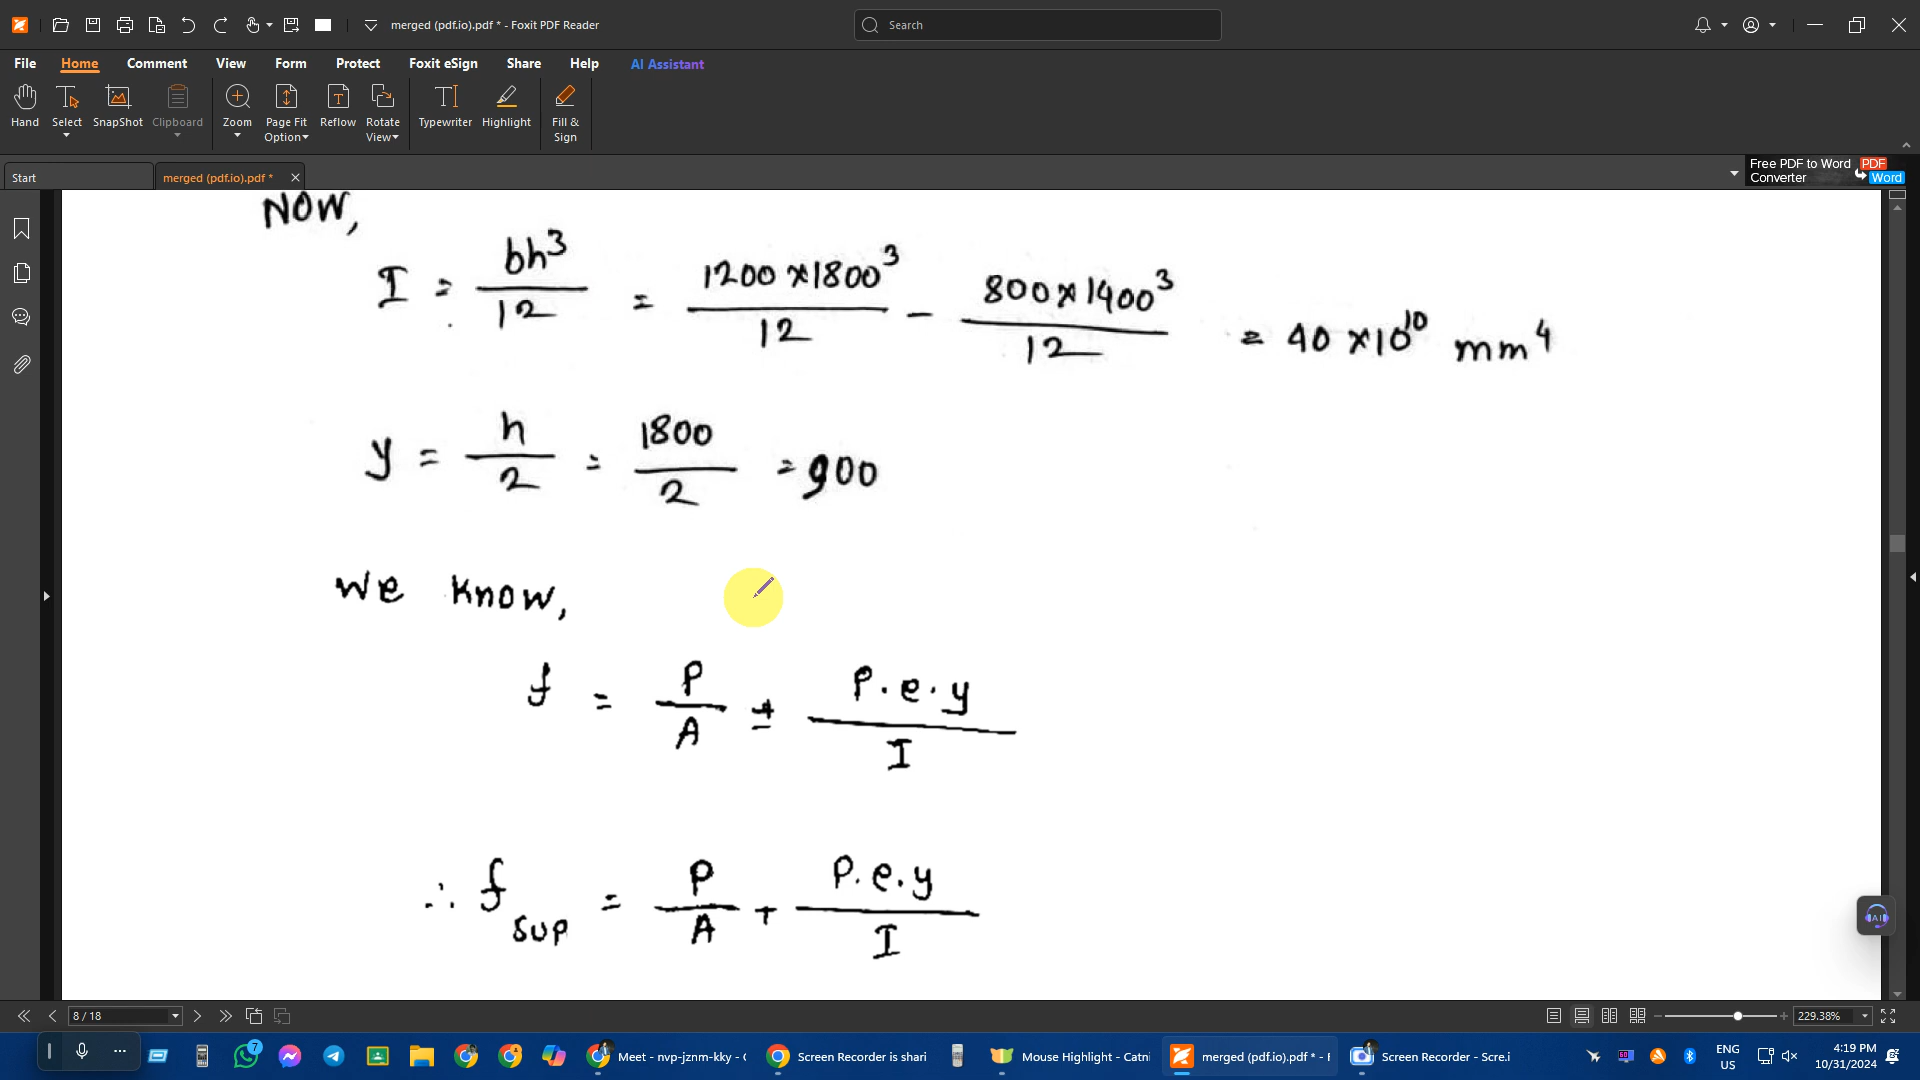 merged (pdf.io).pdf * - Foxit PDF Reader
Search
File Home Comment View Form Protect Foxit eSign Share Help AI Assistant
Hand Select SnapShot Clipboard Zoom Page Fit Option Reflow Rotate View Typewriter Highlight Fill & Sign
Start
merged (pdf.io).pdf *
Free PDF to Word Converter
PDF
Word
NOW,
I = bh³/12 = 1200×1800³/12 - 800×1400³/12 = 40×10¹⁰ mm⁴
y = h/2 = 1800/2 = 900
We know,
f = P/A ± P.e.y/I
∴ f sup = P/A + P.e.y/I
AI
8 / 18
229.38%
7
Meet - nvp-jznm-kky - 
Screen Recorder is shari
Mouse Highlight - Catni
merged (pdf.io).pdf * - F
Screen Recorder - Scre.i
ENG
US
4:19 PM
10/31/2024